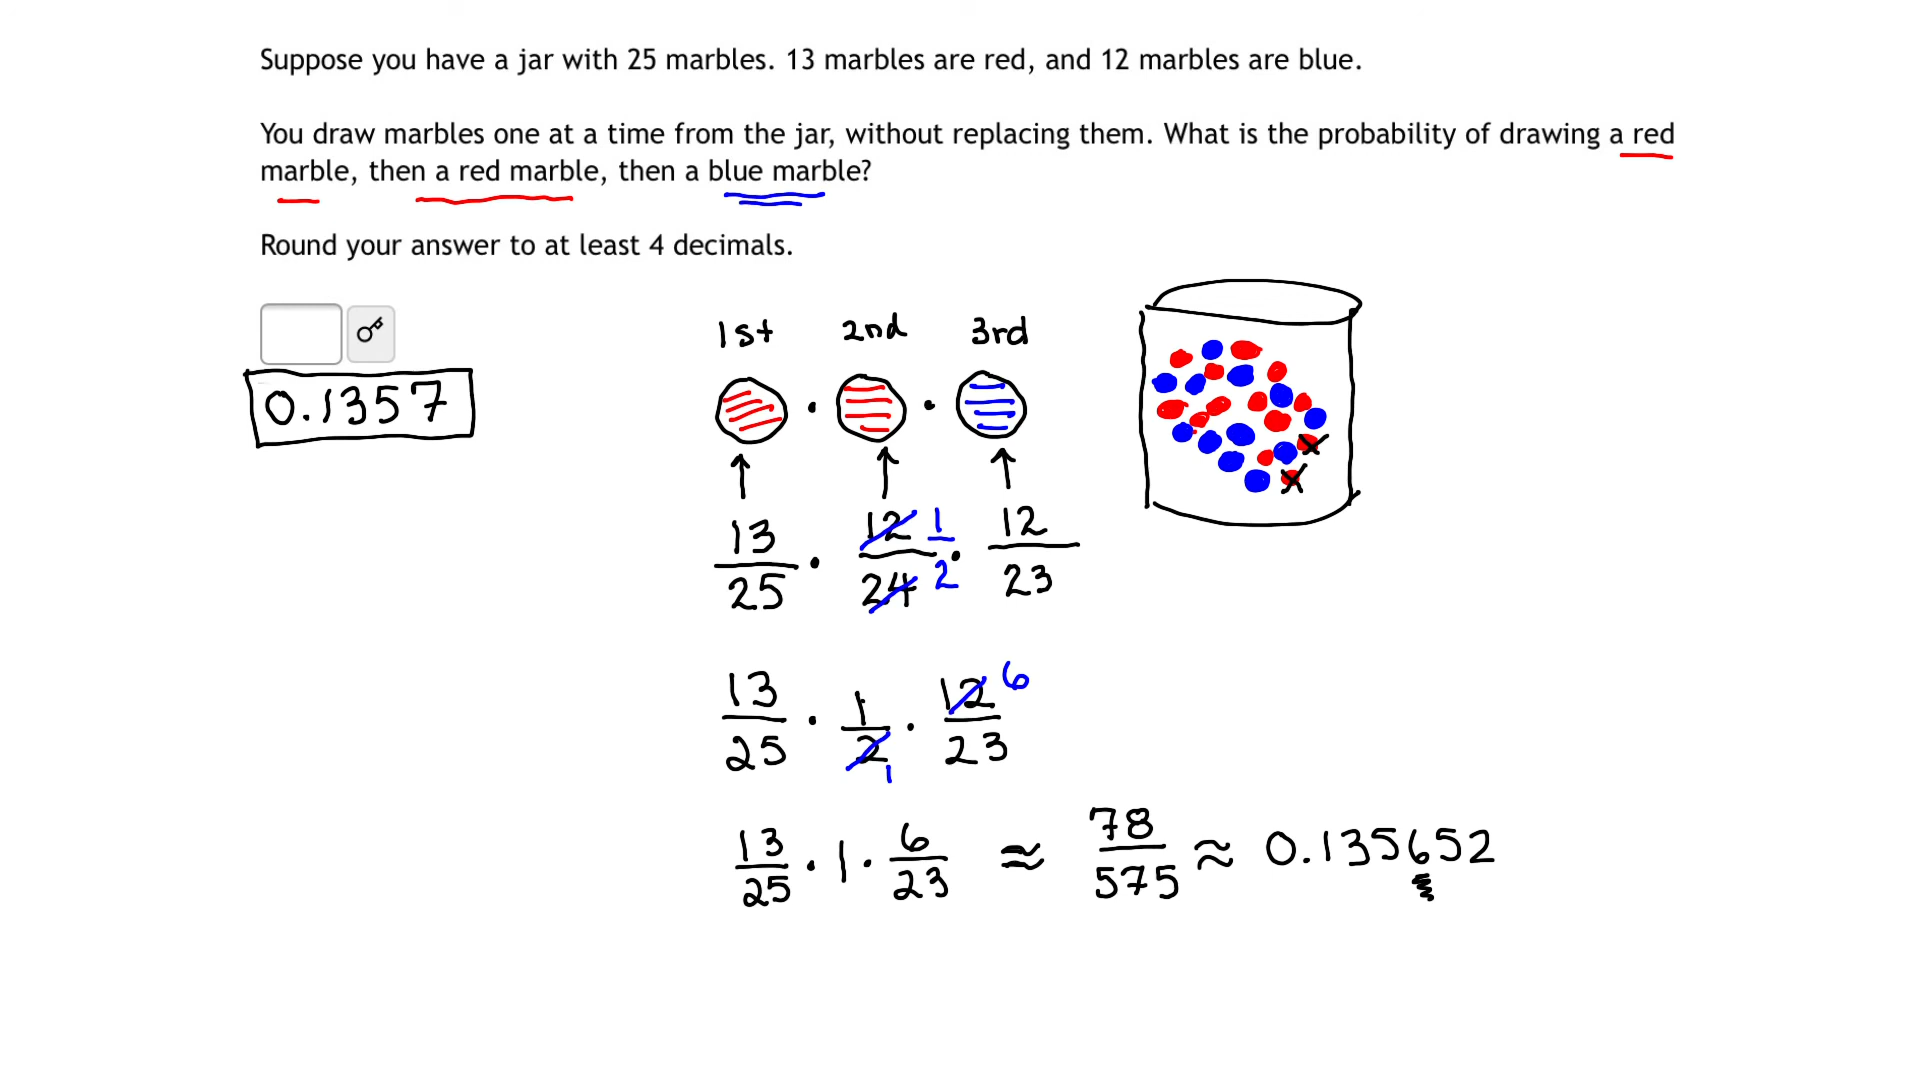 Suppose you have a jar with 25 marbles. 13 marbles are red, and 12 marbles are blue.
You draw marbles one at a time from the jar, without replacing them. What is the probability of drawing a red
marble, then a red marble, then a blue marble?
Round your answer to at least 4 decimals.
0.1357
1st 2nd 3rd
· ·
13/25 · 12/24 1/2 · 12/23
13/25 · 1/2 1 · 12/23 6
13/25 · 1 · 6/23 ≈ 78/575 ≈ 0.135652